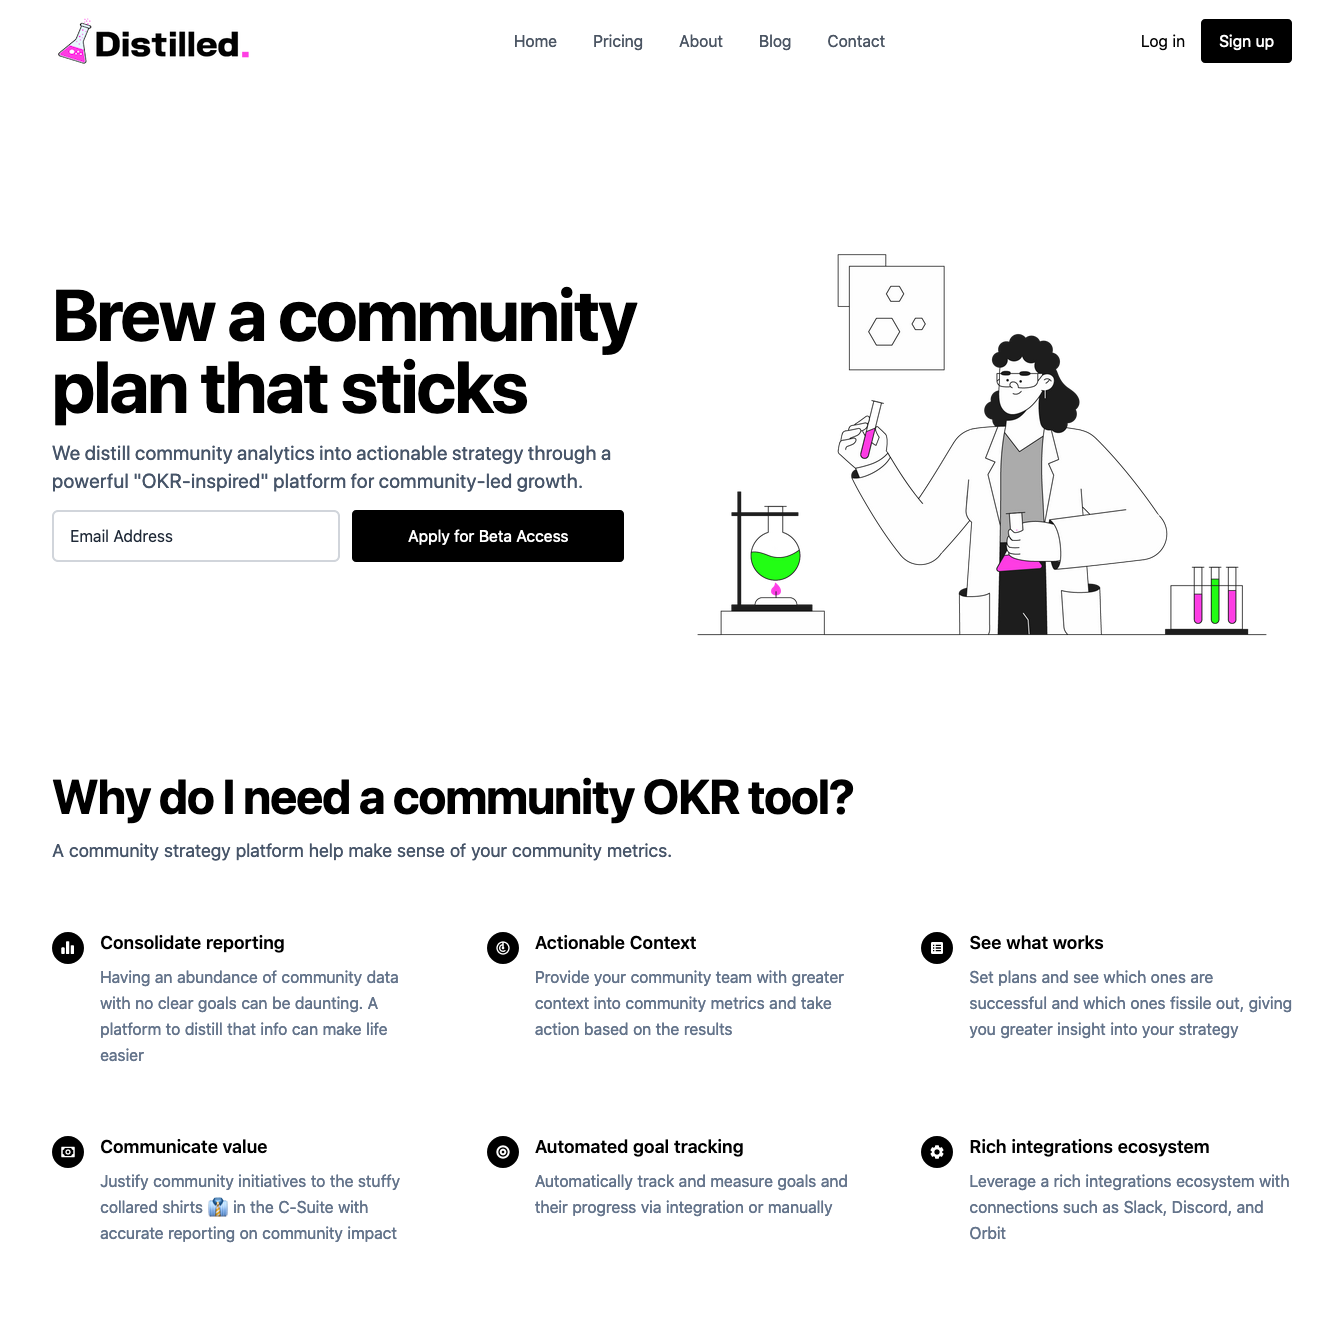 Distilled.
Home Pricing About Blog Contact
Log in Sign up
Brew a community
plan that sticks
We distill community analytics into actionable strategy through a
powerful "OKR-inspired" platform for community-led growth.
Email Address
Apply for Beta Access
Why do I need a community OKR tool?
A community strategy platform help make sense of your community metrics.
Consolidate reporting
Having an abundance of community data
with no clear goals can be daunting. A
platform to distill that info can make life
easier
Actionable Context
Provide your community team with greater
context into community metrics and take
action based on the results
See what works
Set plans and see which ones are
successful and which ones fissile out, giving
you greater insight into your strategy
Communicate value
Justify community initiatives to the stuffy
collared shirts 👔 in the C-Suite with
accurate reporting on community impact
Automated goal tracking
Automatically track and measure goals and
their progress via integration or manually
Rich integrations ecosystem
Leverage a rich integrations ecosystem with
connections such as Slack, Discord, and
Orbit